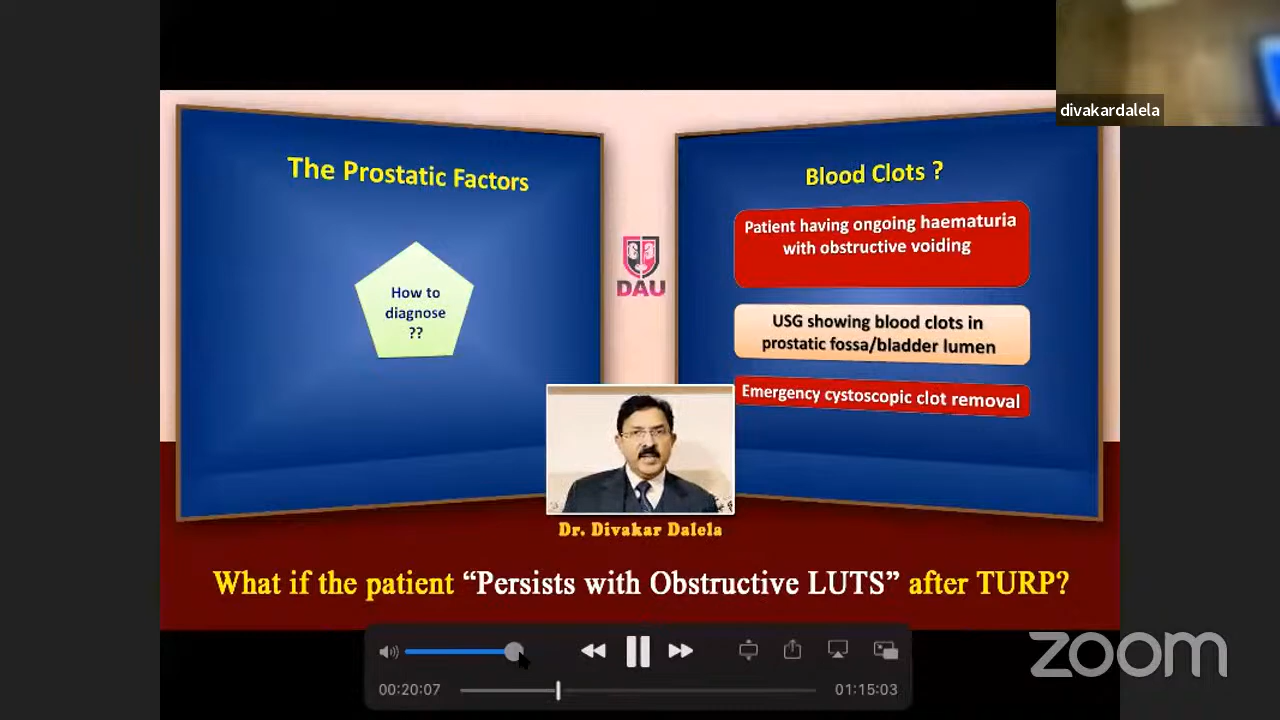 divakardalela
The Prostatic Factors
How to
diagnose
??
DAU
Blood Clots ?
Patient having ongoing haematuria
with obstructive voiding
USG showing blood clots in
prostatic fossa/bladder lumen
Emergency cystoscopic clot removal
Dr. Divakar Dalela
What if the patient “Persists with Obstructive LUTS” after TURP?
00:20:07
01:15:03
zoom